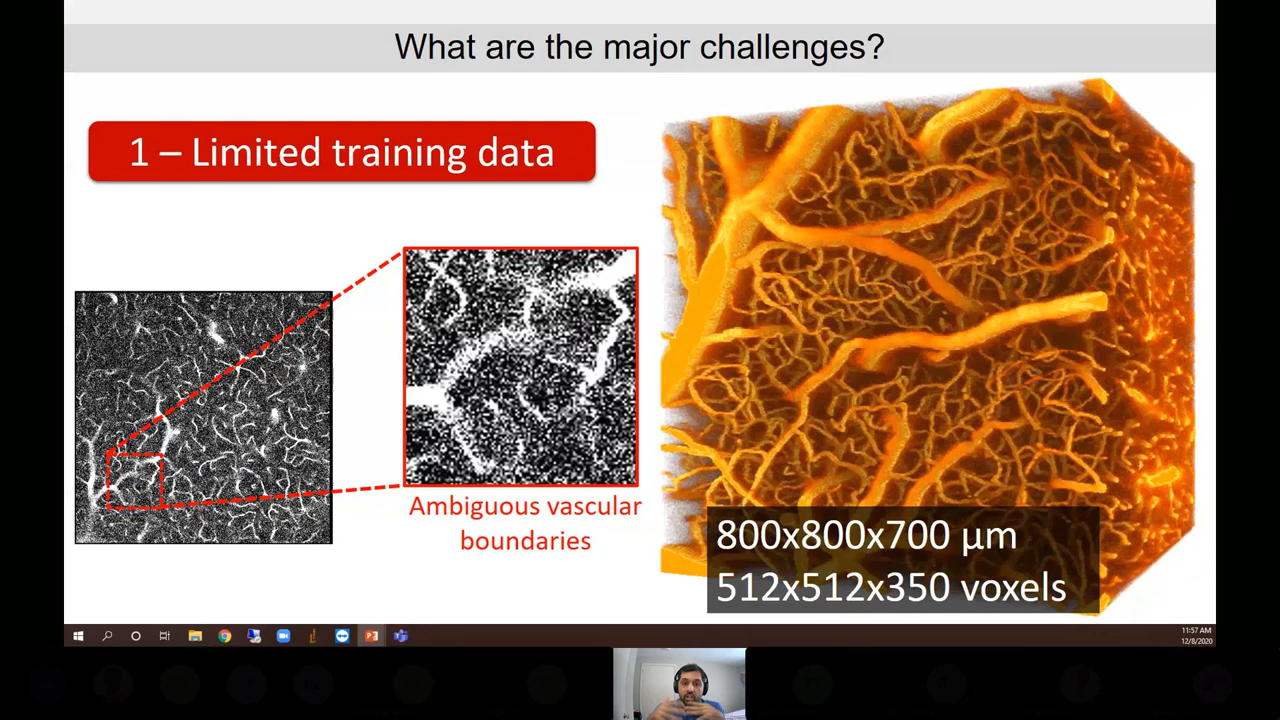 What are the major challenges?
1 – Limited training data
Ambiguous vascular
boundaries
800x800x700 µm
512x512x350 voxels
11:57 AM
12/8/2020